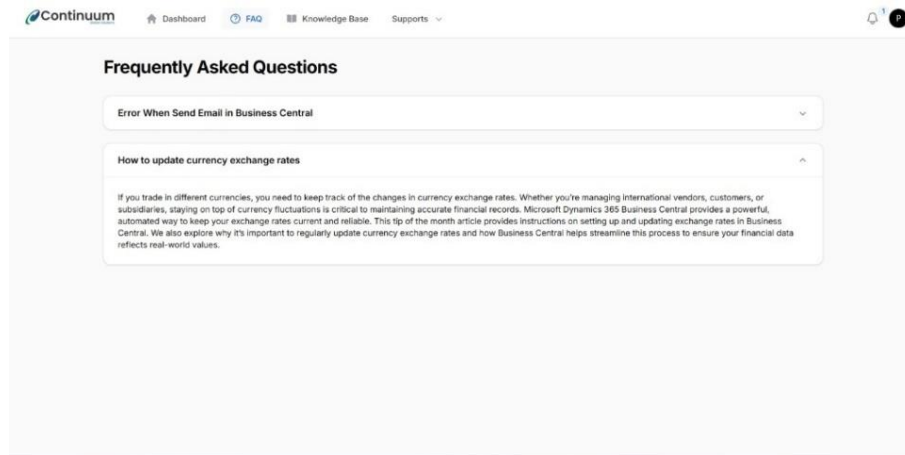 Continuum
Dashboard
FAQ
Knowledge Base
Supports
1
P
Frequently Asked Questions
Error When Send Email in Business Central
How to update currency exchange rates
If you trade in different currencies, you need to keep track of the changes in currency exchange rates. Whether you're managing international vendors, customers, or
subsidiaries, staying on top of currency fluctuations is critical to maintaining accurate financial records. Microsoft Dynamics 365 Business Central provides a powerful,
automated way to keep your exchange rates current and reliable. This tip of the month article provides instructions on setting up and updating exchange rates in Business
Central. We also explore why it's important to regularly update currency exchange rates and how Business Central helps streamline this process to ensure your financial data
reflects real-world values.